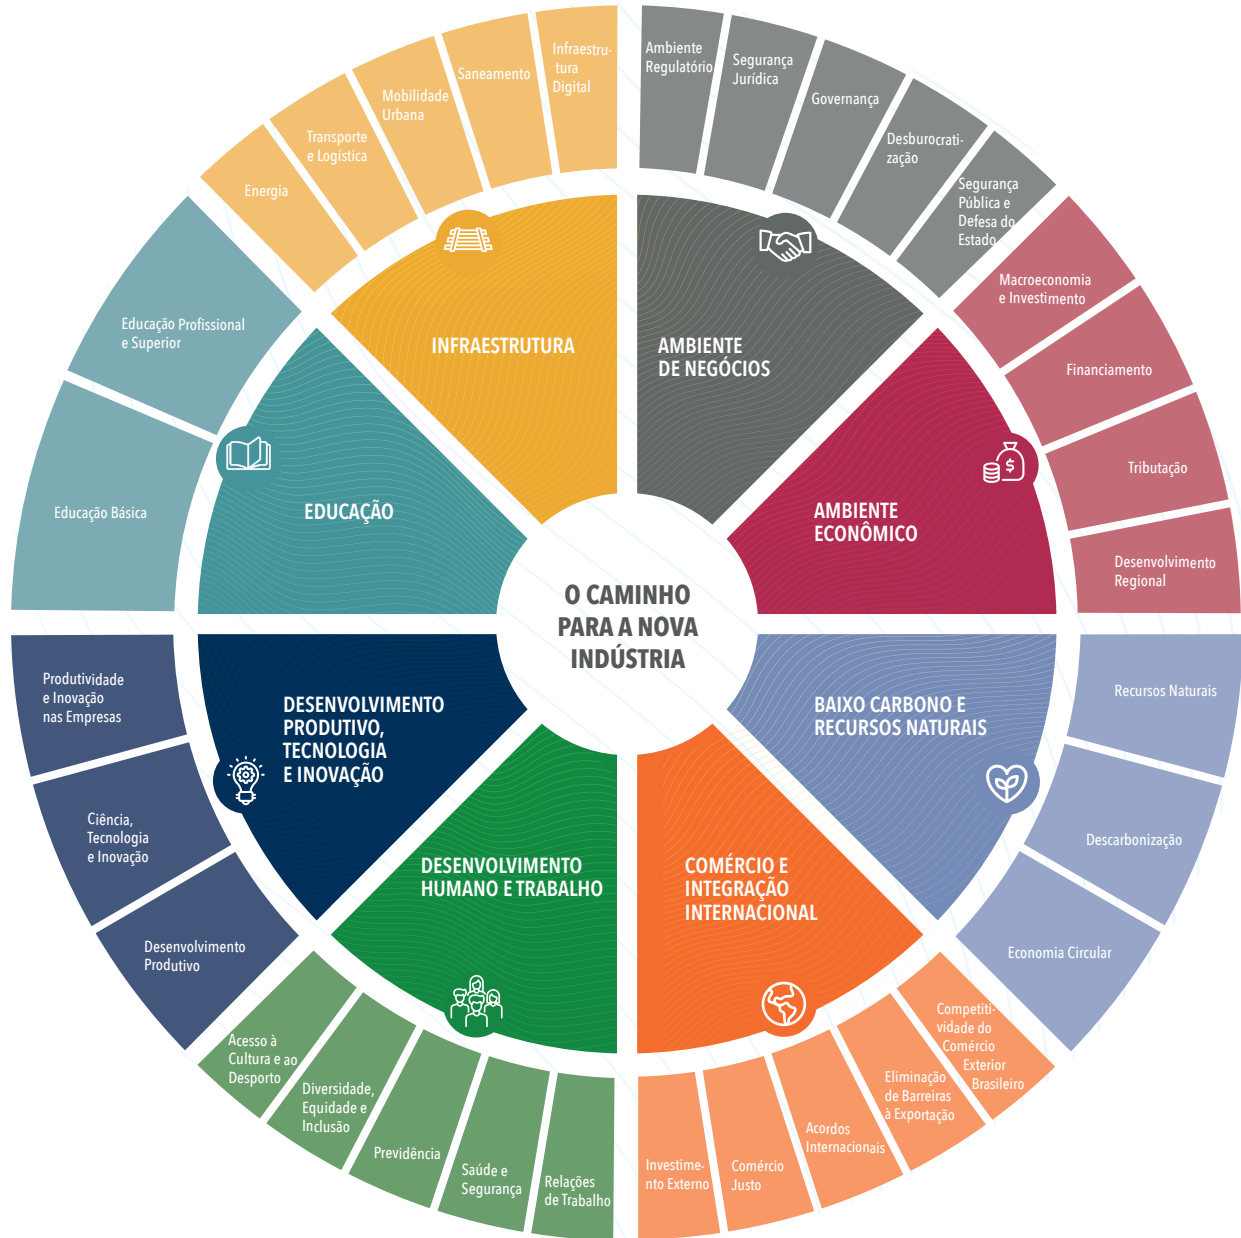 O CAMINHO
PARA A NOVA
INDÚSTRIA
AMBIENTE
DE NEGÓCIOS
Ambiente
Regulatório
Segurança
Jurídica
Governança
Desburocrati-
zação
Segurança
Pública e
Defesa do
Estado
AMBIENTE
ECONÔMICO
Macroeconomia
e Investimento
Financiamento
Tributação
Desenvolvimento
Regional
BAIXO CARBONO E
RECURSOS NATURAIS
Recursos Naturais
Descarbonização
Economia Circular
COMÉRCIO E
INTEGRAÇÃO
INTERNACIONAL
Competiti-
vidade do
Comércio
Exterior
Brasileiro
Eliminação
de Barreiras
à Exportação
Acordos
Internacionais
Comércio
Justo
Investime-
nto Externo
DESENVOLVIMENTO
HUMANO E TRABALHO
Relações
de Trabalho
Saúde e
Segurança
Previdência
Diversidade,
Equidade e
Inclusão
Acesso à
Cultura e ao
Desporto
DESENVOLVIMENTO
PRODUTIVO,
TECNOLOGIA
E INOVAÇÃO
Desenvolvimento
Produtivo
Ciência,
Tecnologia
e Inovação
Produtividade
e Inovação
nas Empresas
EDUCAÇÃO
Educação Básica
Educação Profissional
e Superior
INFRAESTRUTURA
Energia
Transporte
e Logística
Mobilidade
Urbana
Saneamento
Infraestru-
tura
Digital
$